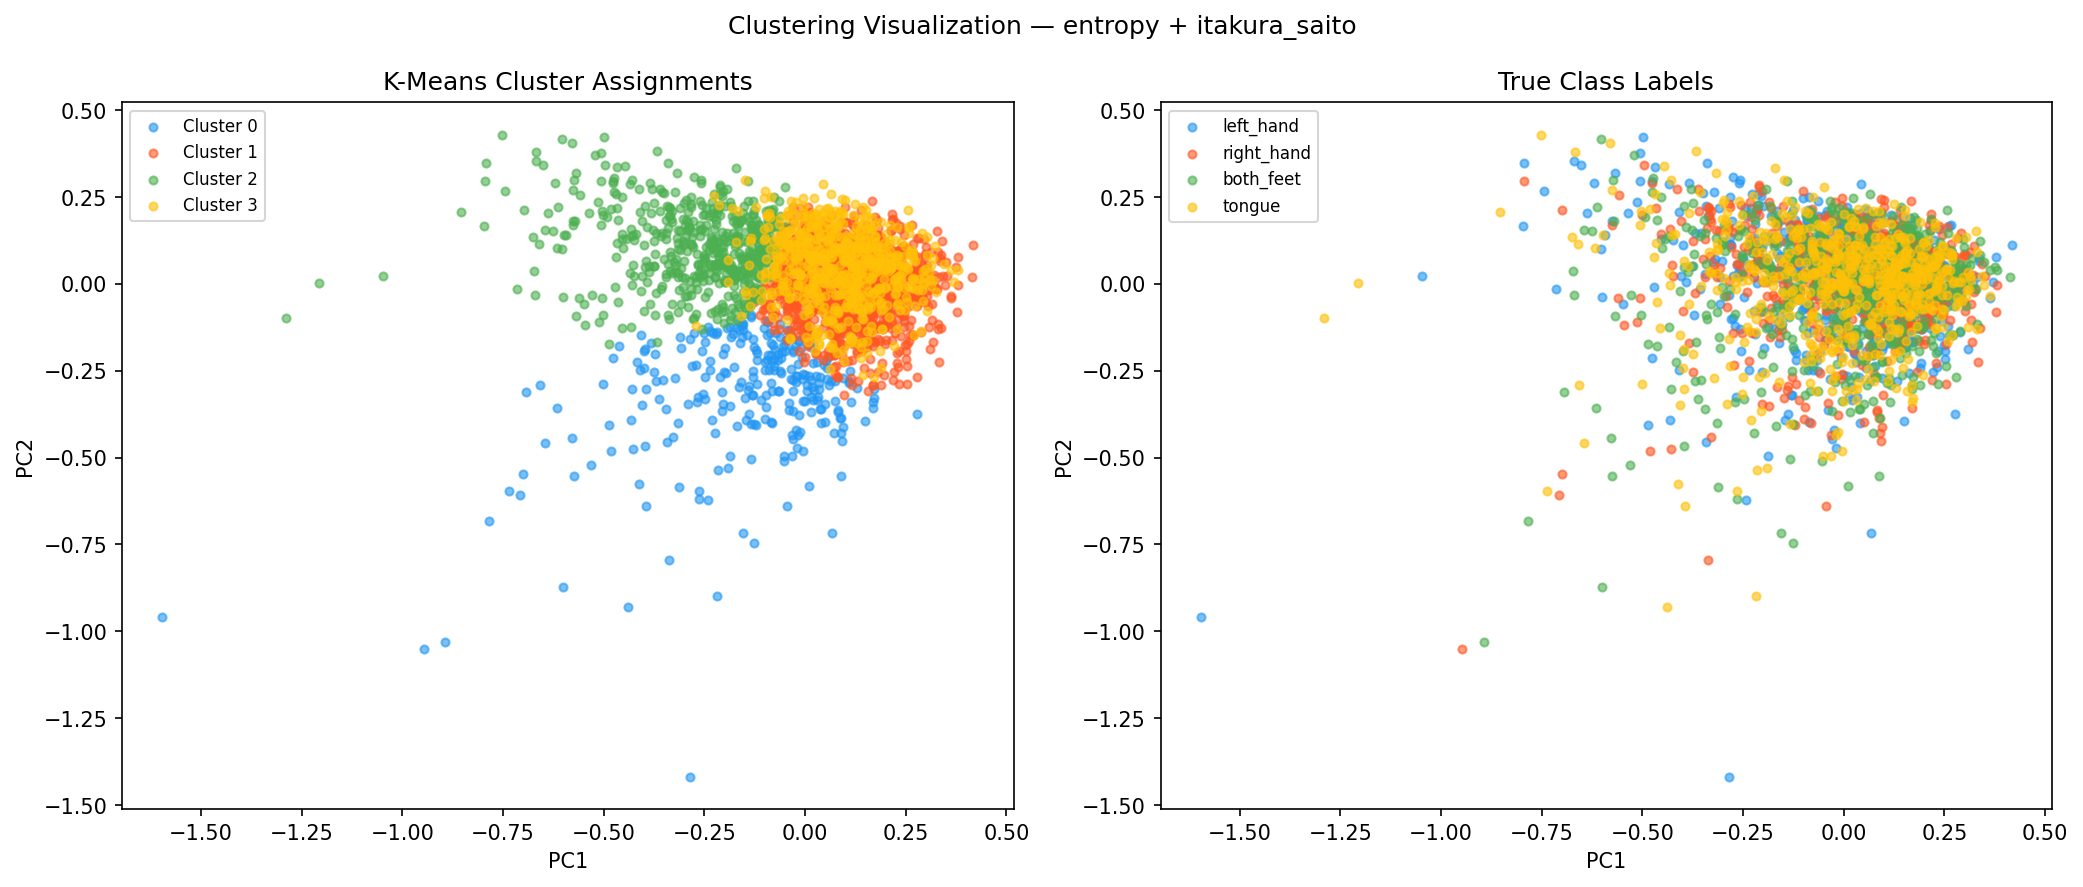 Clustering Visualization — entropy + itakura_saito
K-Means Cluster Assignments
Cluster 0
Cluster 1
Cluster 2
Cluster 3
0.50
0.25
0.00
−0.25
−0.50
−0.75
−1.00
−1.25
−1.50
PC2
−1.50 −1.25 −1.00 −0.75 −0.50 −0.25 0.00 0.25 0.50
PC1
True Class Labels
left_hand
right_hand
both_feet
tongue
0.50
0.25
0.00
−0.25
−0.50
−0.75
−1.00
−1.25
−1.50
PC2
−1.50 −1.25 −1.00 −0.75 −0.50 −0.25 0.00 0.25 0.50
PC1